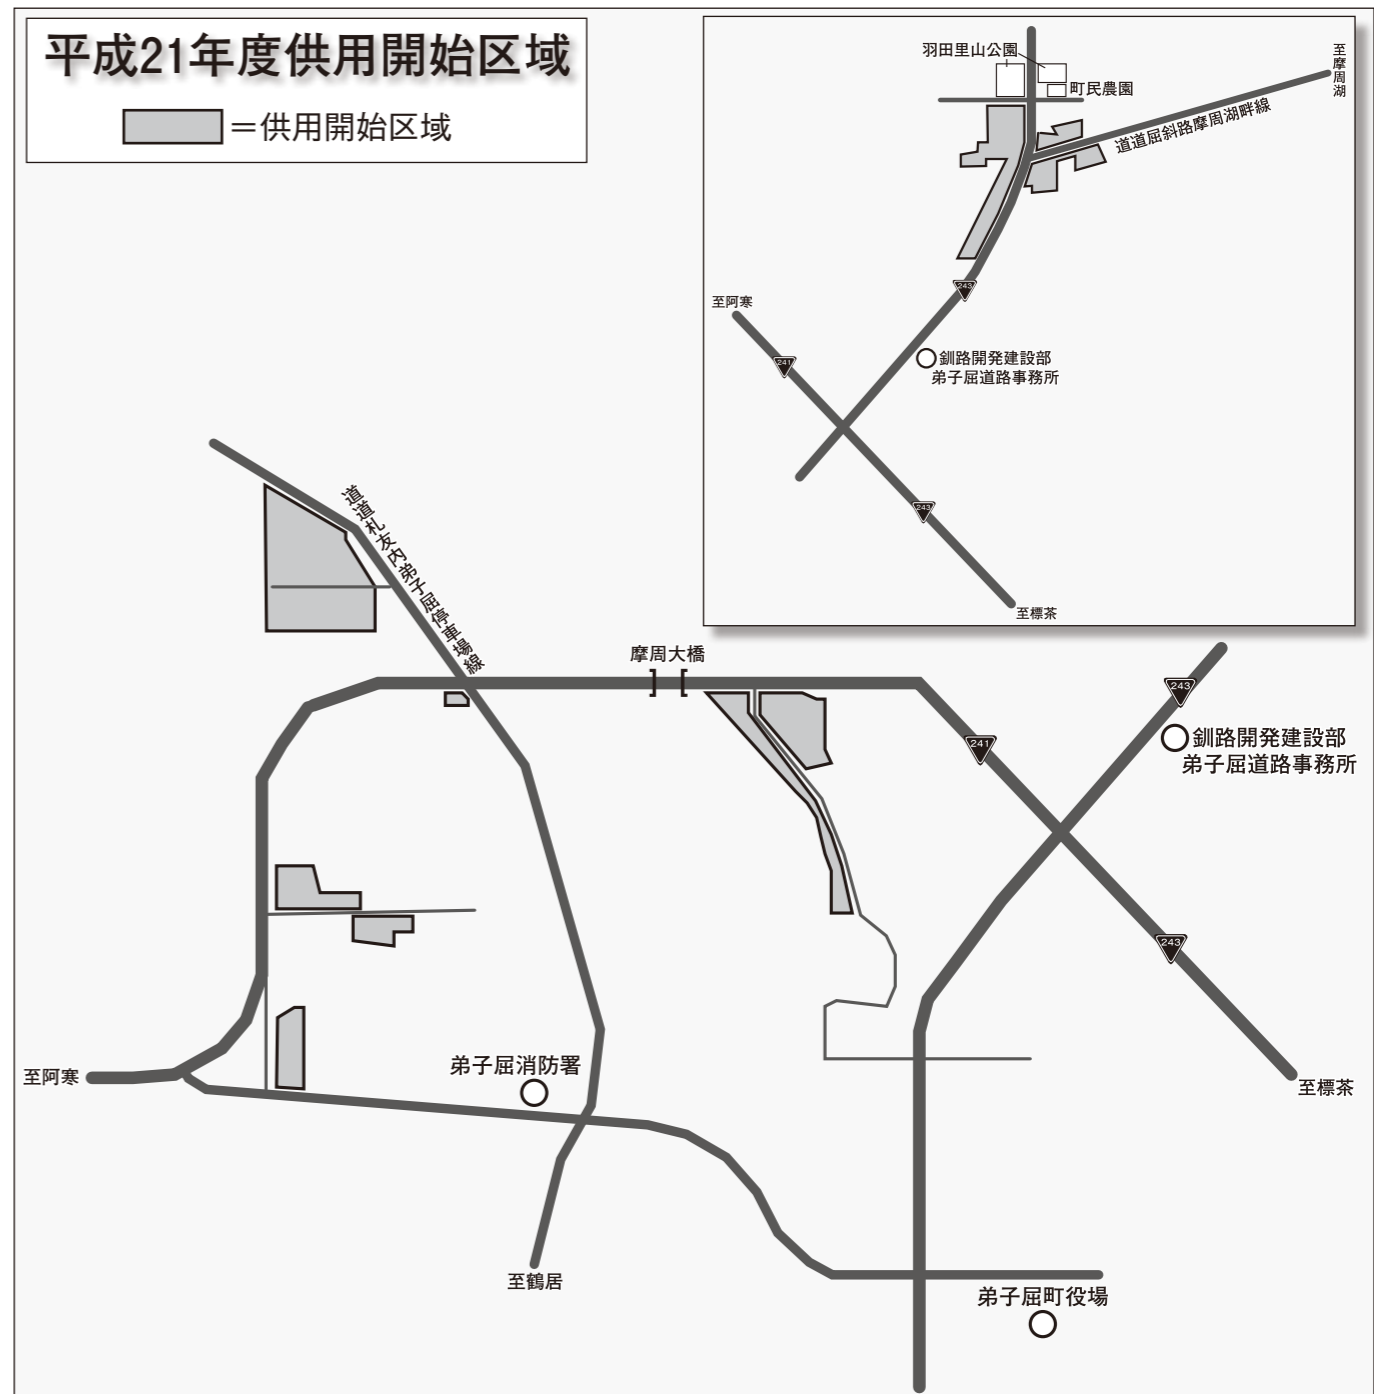 平成21年度供用開始区域
＝供用開始区域
羽田里山公園
町民農園
至摩周湖
道道屈斜路摩周湖畔線
243
至阿寒
241
釧路開発建設部
弟子屈道路事務所
243
至標茶
道道札友内弟子屈停車場線
摩周大橋
243
241
釧路開発建設部
弟子屈道路事務所
243
至阿寒
弟子屈消防署
至標茶
至鶴居
弟子屈町役場